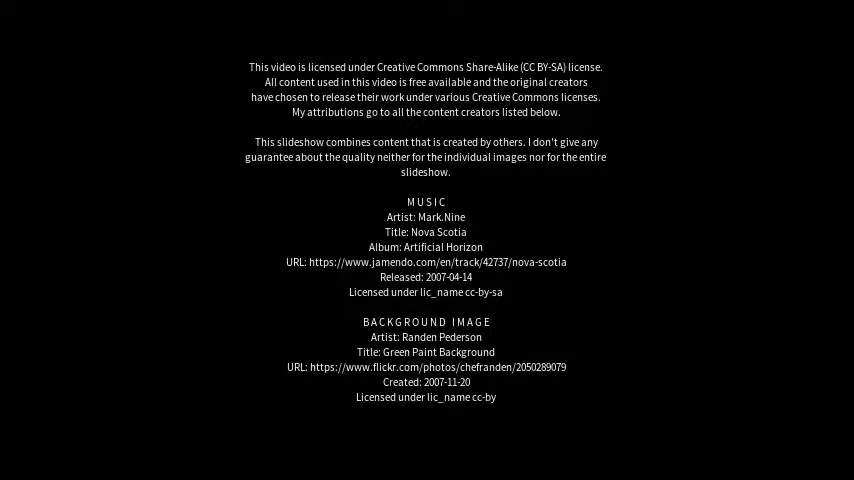 This video is licensed under Creative Commons Share-Alike (CC BY-SA) license.
All content used in this video is free available and the original creators
have chosen to release their work under various Creative Commons licenses.
My attributions go to all the content creators listed below.
This slideshow combines content that is created by others. I don't give any
guarantee about the quality neither for the individual images nor for the entire
slideshow.
MUSIC
Artist: Mark.Nine
Title: Nova Scotia
Album: Artificial Horizon
URL: https://www.jamendo.com/en/track/42737/nova-scotia
Released: 2007-04-14
Licensed under lic_name cc-by-sa
BACKGROUND IMAGE
Artist: Randen Pederson
Title: Green Paint Background
URL: https://www.flickr.com/photos/chefranden/2050289079
Created: 2007-11-20
Licensed under lic_name cc-by